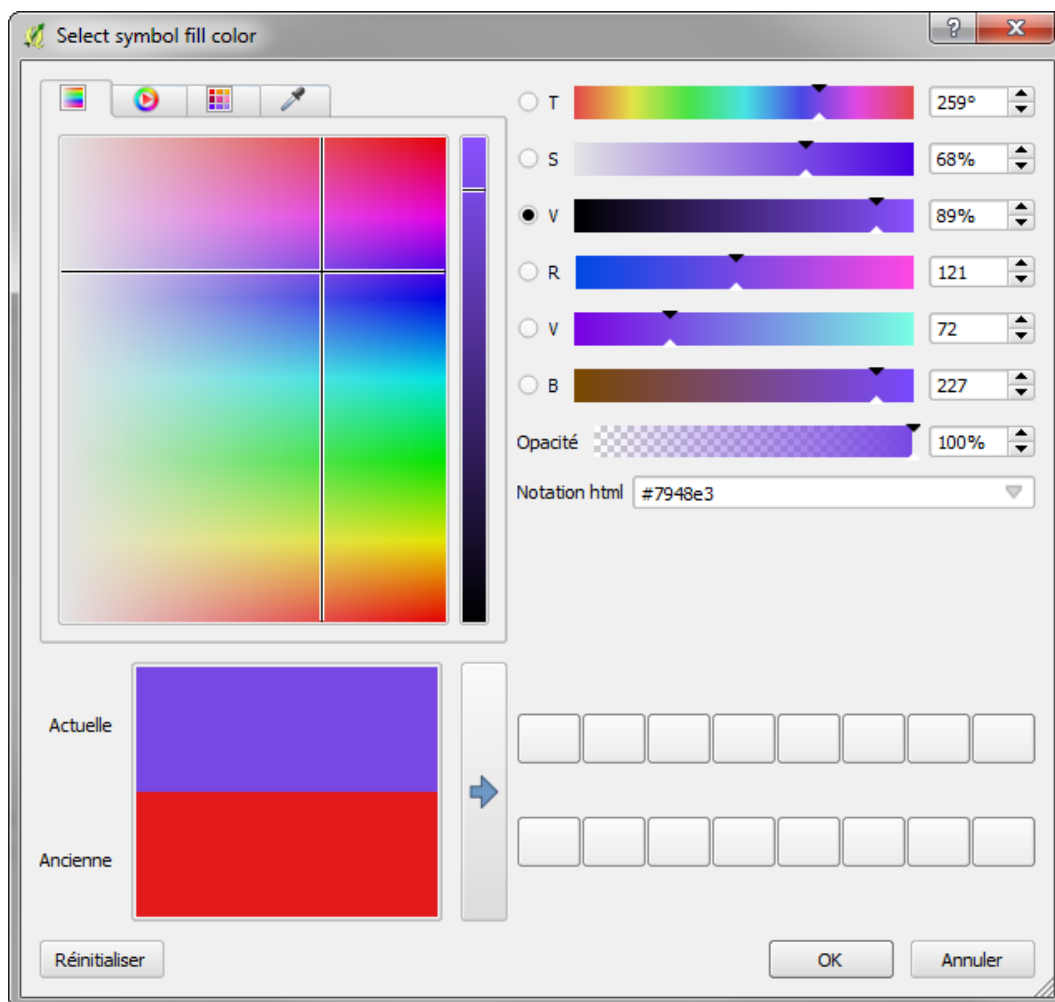 Select symbol fill color
T 259°
S 68%
V 89%
R 121
V 72
B 227
Opacité 100%
Notation html #7948e3
Actuelle
Ancienne
Réinitialiser
OK
Annuler